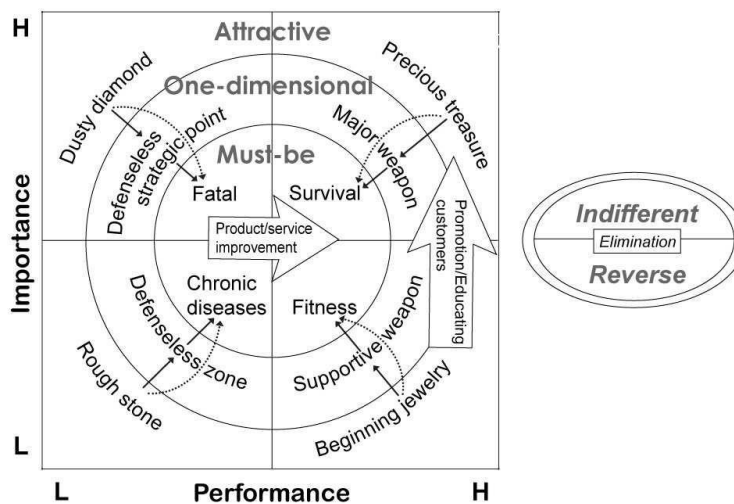 H
Attractive
One-dimensional
Must-be
Dusty diamond
Defenseless
strategic point
Fatal
Precious treasure
Major weapon
Survival
Product/service
improvement
Promotion/Educating
customers
Importance
Chronic
diseases
Defenseless zone
Rough stone
Fitness
Supportive weapon
Beginning jewelry
L
L
Performance
H
Indifferent
Elimination
Reverse